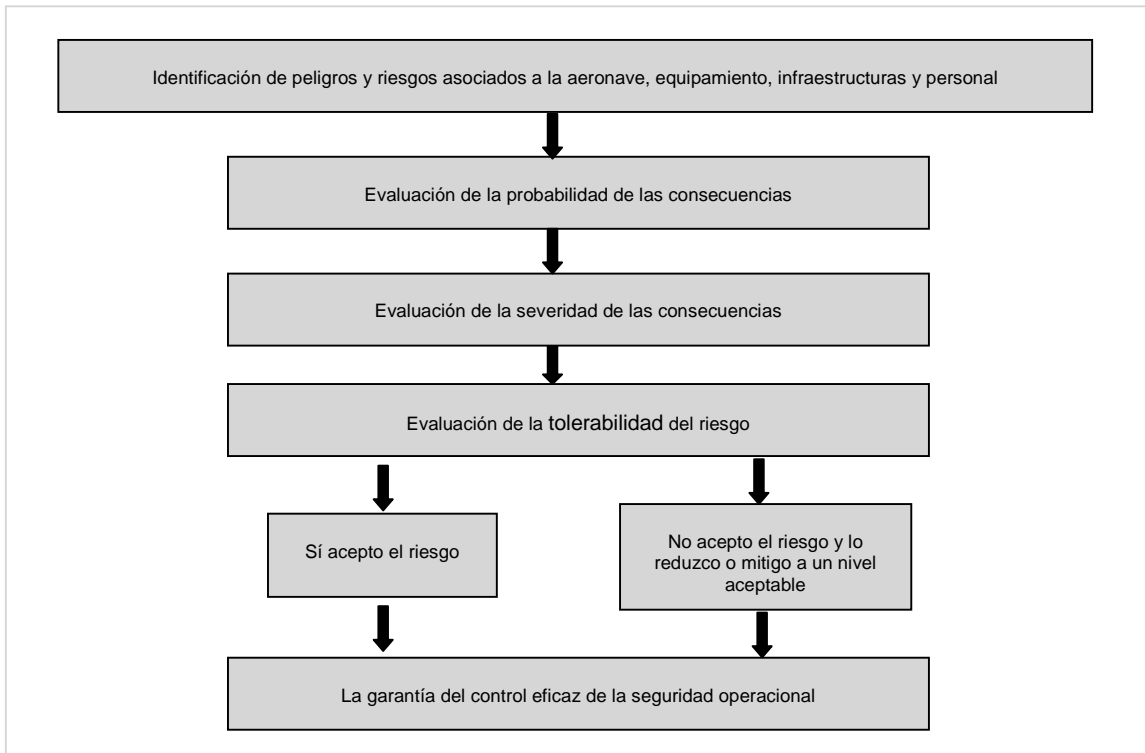 Identificación de peligros y riesgos asociados a la aeronave, equipamiento, infraestructuras y personal
Evaluación de la probabilidad de las consecuencias
Evaluación de la severidad de las consecuencias
Evaluación de la tolerabilidad del riesgo
Sí acepto el riesgo
No acepto el riesgo y lo
reduzco o mitigo a un nivel
aceptable
La garantía del control eficaz de la seguridad operacional